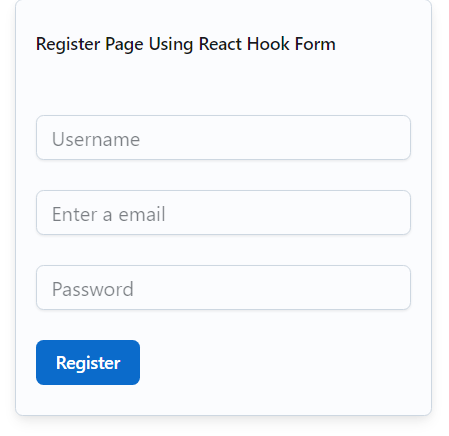 Register Page Using React Hook Form
Username
Enter a email
Password
Register